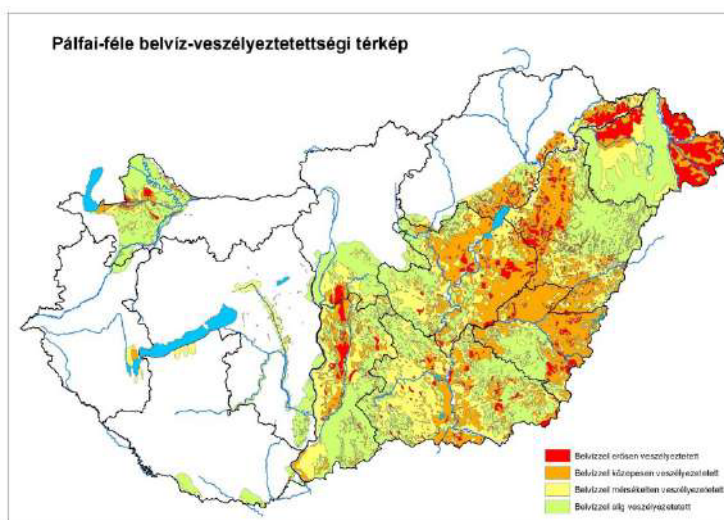 Pálfai-féle belvíz-veszélyeztetettségi térkép
Belvízzel erősen veszélyeztetett
Belvízzel közepesen veszélyeztetett
Belvízzel mérsékelten veszélyeztetett
Belvízzel alig veszélyeztetett